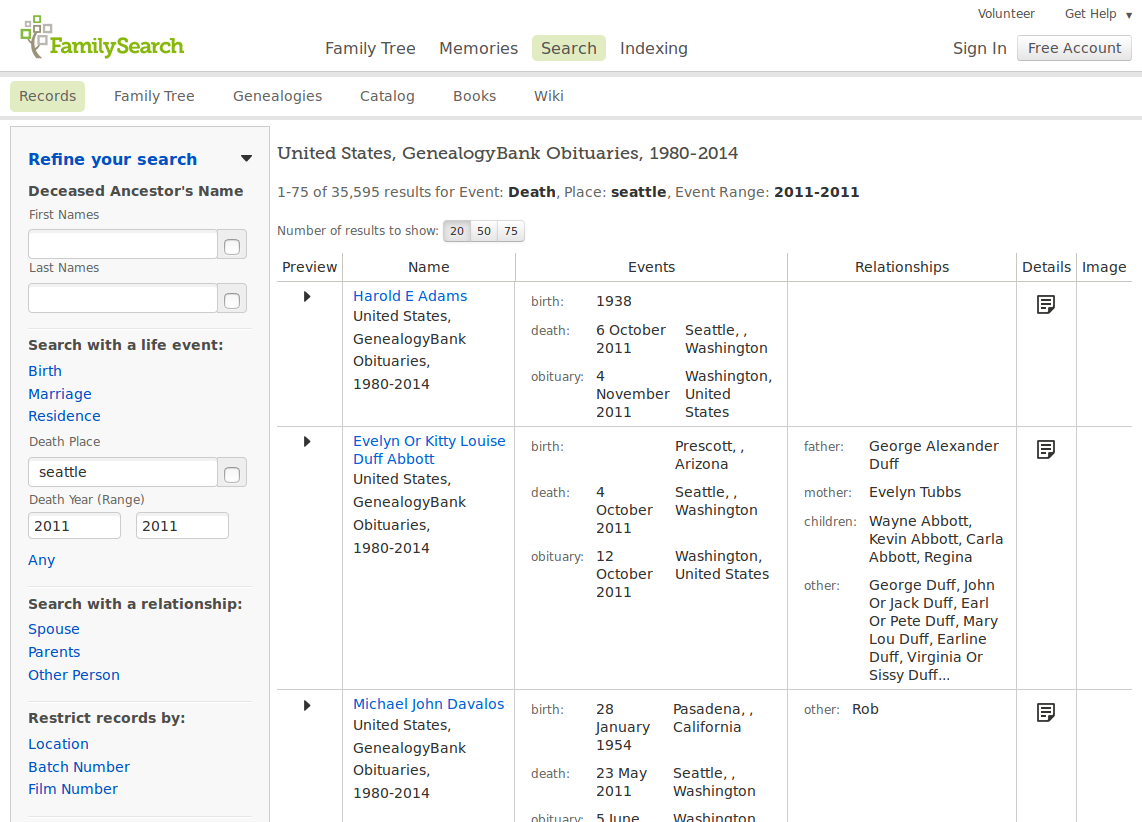 Volunteer Get Help ▾
FamilySearch
Family Tree Memories Search Indexing
Sign In Free Account
Records Family Tree Genealogies Catalog Books Wiki
Refine your search
Deceased Ancestor's Name
First Names
Last Names
Search with a life event:
Birth
Marriage
Residence
Death Place
seattle
Death Year (Range)
2011 2011
Any
Search with a relationship:
Spouse
Parents
Other Person
Restrict records by:
Location
Batch Number
Film Number
United States, GenealogyBank Obituaries, 1980-2014
1-75 of 35,595 results for Event: Death, Place: seattle, Event Range: 2011-2011
Number of results to show: 20 50 75
Preview Name Events Relationships Details Image
Harold E Adams
United States,
GenealogyBank
Obituaries,
1980-2014
birth: 1938
death: 6 October Seattle, ,
2011 Washington
obituary: 4 Washington,
November United
2011 States
Evelyn Or Kitty Louise
Duff Abbott
United States,
GenealogyBank
Obituaries,
1980-2014
birth: Prescott, ,
Arizona
death: 4 Seattle, ,
October Washington
2011
obituary: 12 Washington,
October United States
2011
father: George Alexander
Duff
mother: Evelyn Tubbs
children: Wayne Abbott,
Kevin Abbott, Carla
Abbott, Regina
other: George Duff, John
Or Jack Duff, Earl
Or Pete Duff, Mary
Lou Duff, Earline
Duff, Virginia Or
Sissy Duff...
Michael John Davalos
United States,
GenealogyBank
Obituaries,
1980-2014
birth: 28 Pasadena, ,
January California
1954
death: 23 May Seattle, ,
2011 Washington
obituary: 5 June Washington
other: Rob